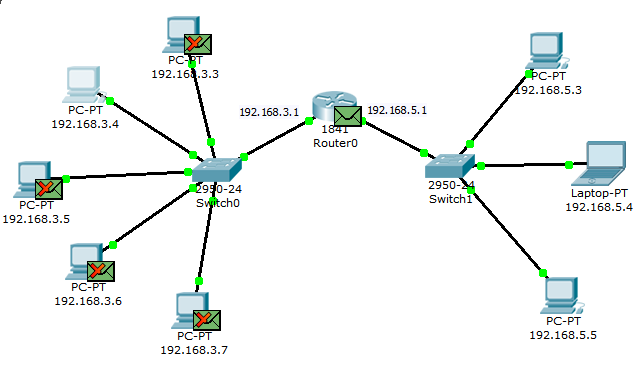 PC-PT
192.168.3.3
PC-PT
192.168.3.4
PC-PT
192.168.3.5
PC-PT
192.168.3.6
PC-PT
192.168.3.7
2950-24
Switch0
192.168.3.1
192.168.5.1
1841
Router0
2950-24
Switch1
PC-PT
192.168.5.3
Laptop-PT
192.168.5.4
PC-PT
192.168.5.5